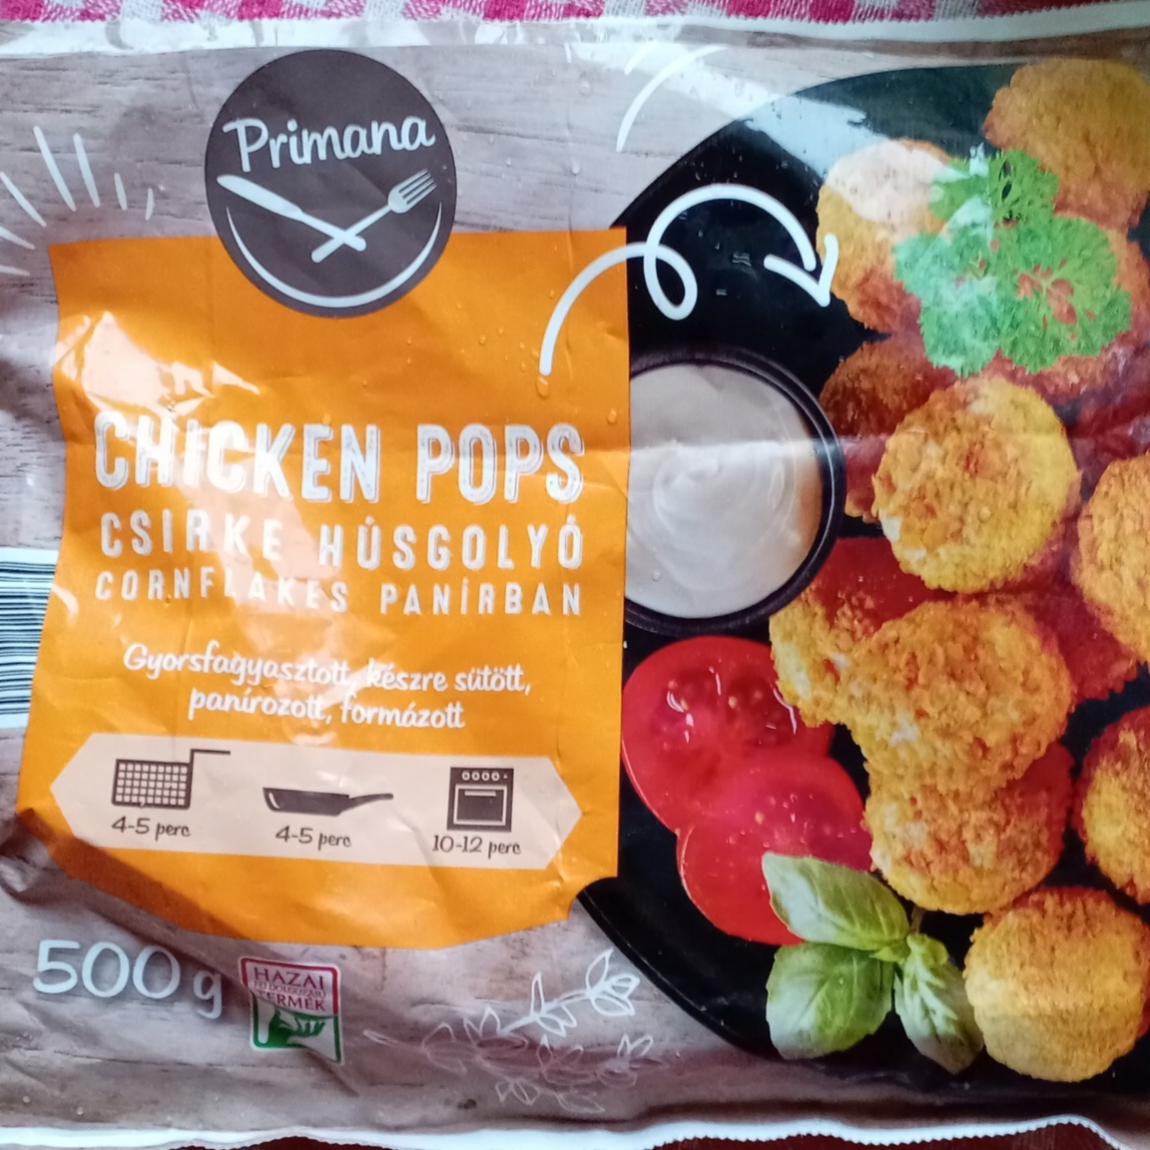 Primana
CHICKEN POPS
CSIRKE HÚSGOLYÓ
CORNFLAKES PANÍRBAN
Gyorsfagyasztott, készre sütött,
panírozott, formázott
4-5 perc
4-5 perc
10-12 perc
500 g
HAZAI
FELDOLGOZÁSÚ
TERMÉK